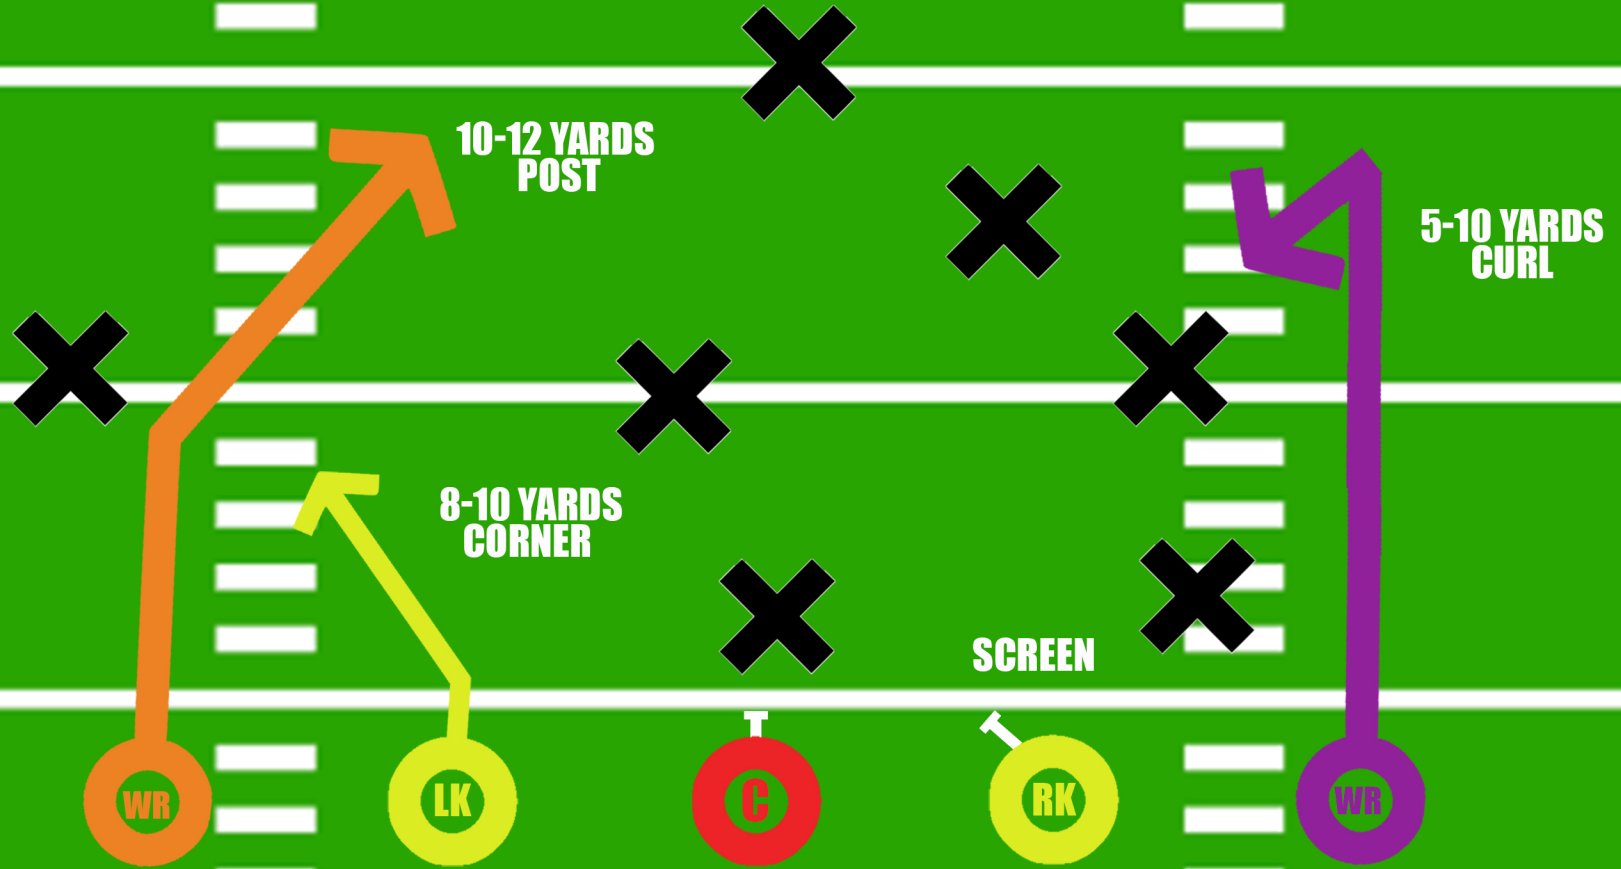 10-12 YARDS
POST
5-10 YARDS
CURL
8-10 YARDS
CORNER
SCREEN
WR
LK
C
RK
WR